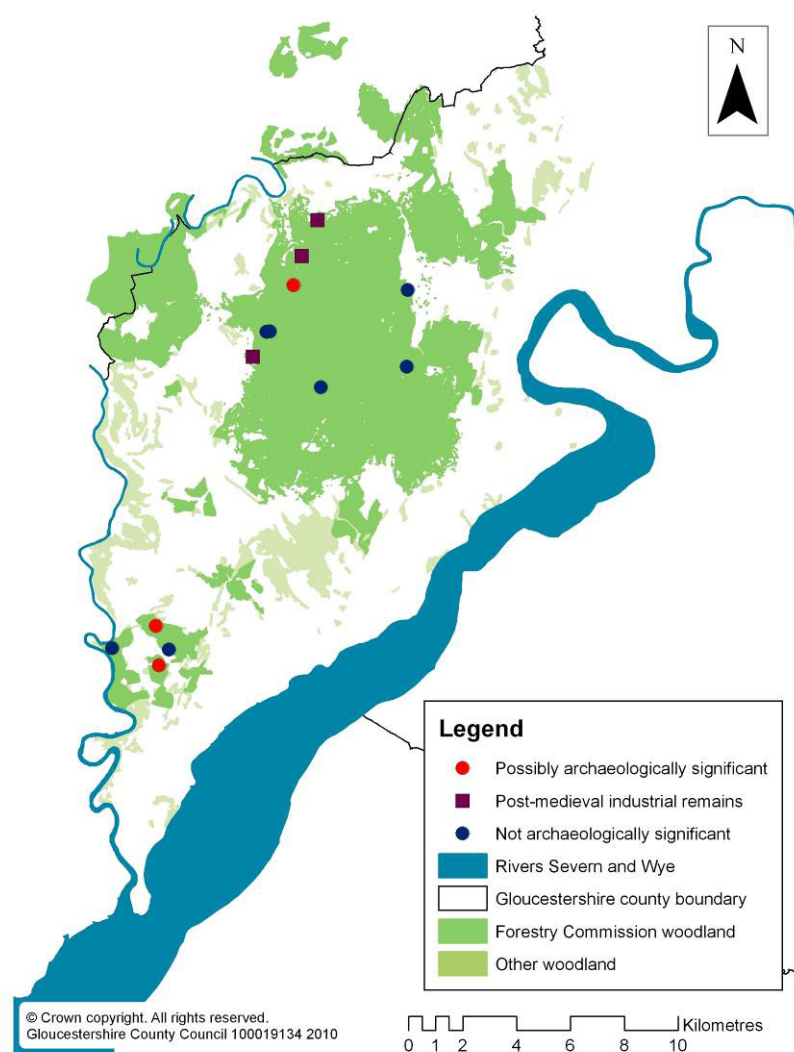 N
Legend
Possibly archaeologically significant
Post-medieval industrial remains
Not archaeologically significant
Rivers Severn and Wye
Gloucestershire county boundary
Forestry Commission woodland
Other woodland
© Crown copyright. All rights reserved.
Gloucestershire County Council 100019134 2010
Kilometres
0 1 2 4 6 8 10